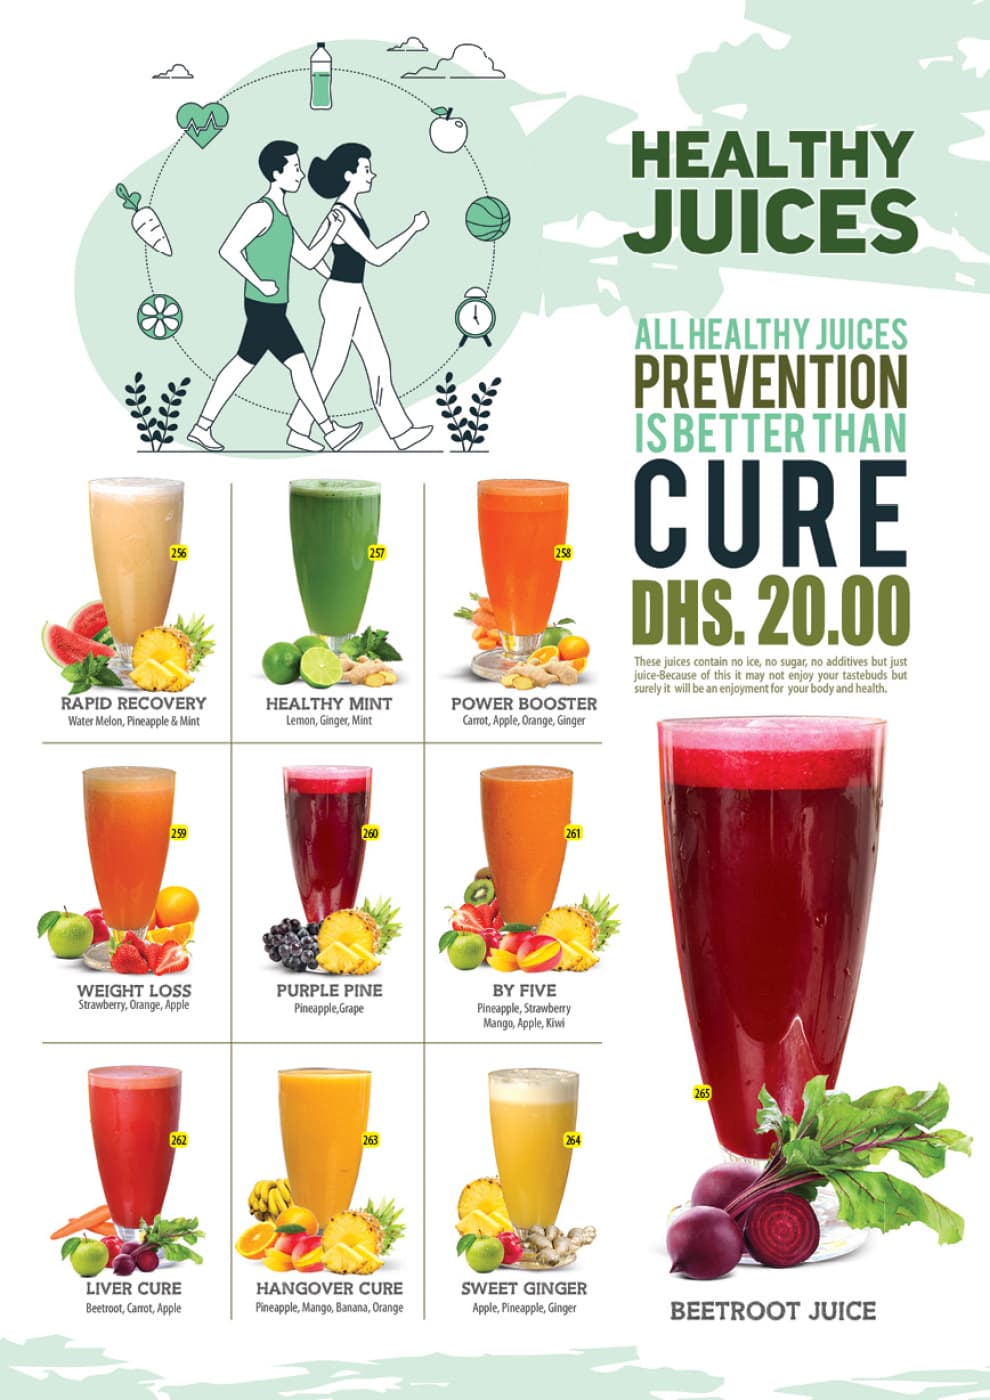 HEALTHY
JUICES
ALL HEALTHY JUICES
PREVENTION
IS BETTER THAN
CURE
DHS. 20.00
These juices contain no ice, no sugar, no additives but just
juice-Because of this it may not enjoy your tastebuds but
surely it will be an enjoyment for your body and health.
256
RAPID RECOVERY
Water Melon, Pineapple & Mint
257
HEALTHY MINT
Lemon, Ginger, Mint
258
POWER BOOSTER
Carrot, Apple, Orange, Ginger
259
WEIGHT LOSS
Strawberry, Orange, Apple
260
PURPLE PINE
Pineapple,Grape
261
BY FIVE
Pineapple, Strawberry
Mango, Apple, Kiwi
262
LIVER CURE
Beetroot, Carrot, Apple
263
HANGOVER CURE
Pineapple, Mango, Banana, Orange
264
SWEET GINGER
Apple, Pineapple, Ginger
265
BEETROOT JUICE